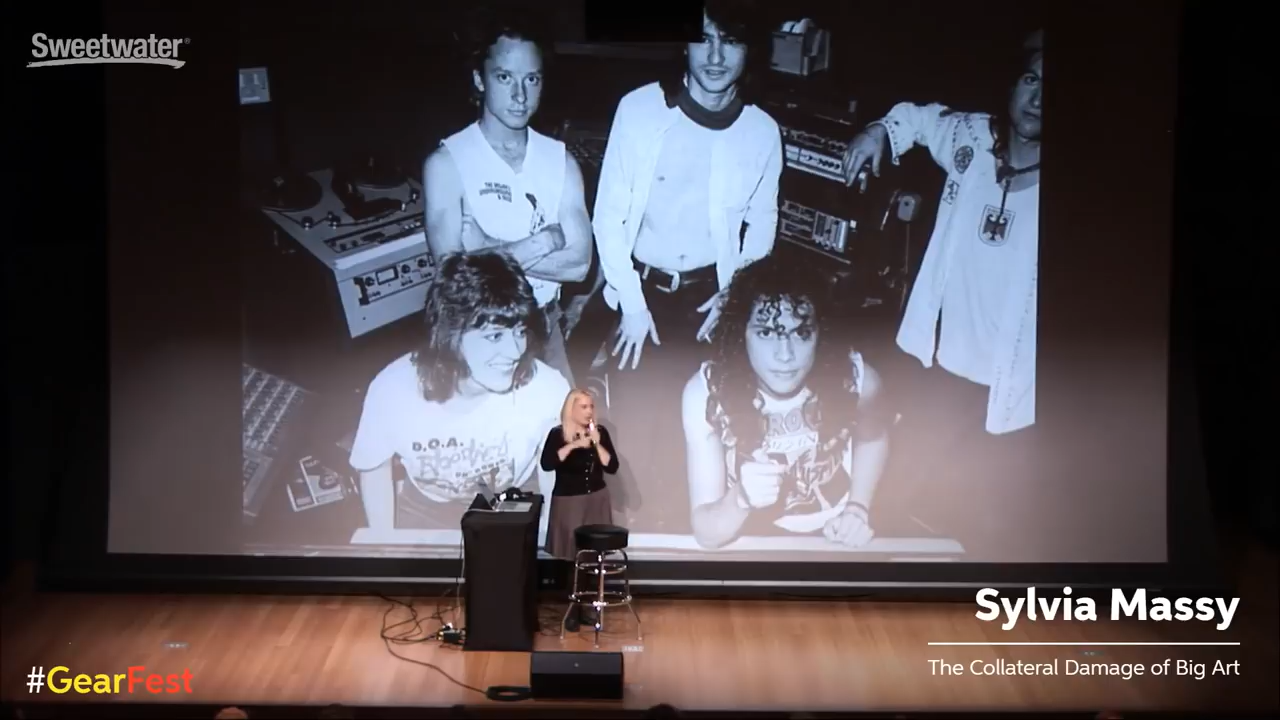 Sweetwater
D.O.A.
Sylvia Massy
The Collateral Damage of Big Art
#GearFest